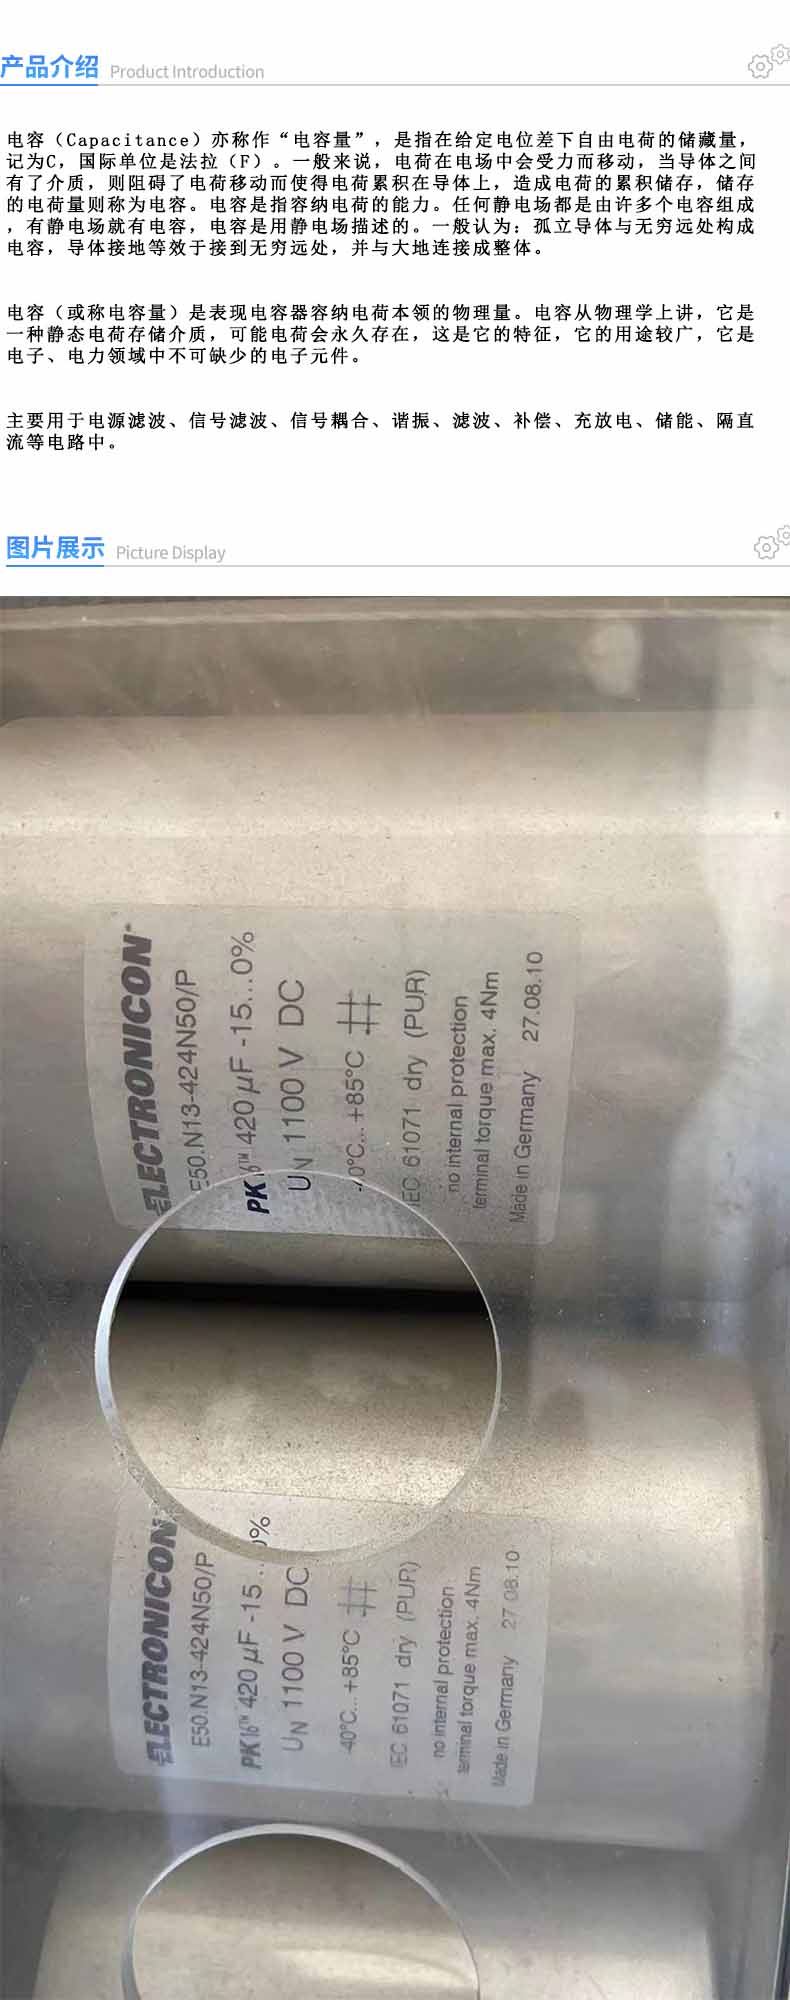 产品介绍 Product Introduction
电容（Capacitance）亦称作“电容量”，是指在给定电位差下自由电荷的储藏量，
记为C，国际单位是法拉（F）。一般来说，电荷在电场中会受力而移动，当导体之间
有了介质，则阻碍了电荷移动而使得电荷累积在导体上，造成电荷的累积储存，储存
的电荷量则称为电容。电容是指容纳电荷的能力。任何静电场都是由许多个电容组成
，有静电场就有电容，电容是用静电场描述的。一般认为：孤立导体与无穷远处构成
电容，导体接地等效于接到无穷远处，并与大地连接成整体。
电容（或称电容量）是表现电容器容纳电荷本领的物理量。电容从物理学上讲，它是
一种静态电荷存储介质，可能电荷会永久存在，这是它的特征，它的用途较广，它是
电子、电力领域中不可缺少的电子元件。
主要用于电源滤波、信号滤波、信号耦合、谐振、滤波、补偿、充放电、储能、隔直
流等电路中。
图片展示 Picture Display
ELECTRONICON
E50.N13-424N50/P
PK16™ 420 µF -15...0%
UN 1100 V DC
-40°C...+85°C
IEC 61071 dry (PUR)
no internal protection
terminal torque max. 4Nm
Made in Germany 27.08.10
ELECTRONICON
E50.N13-424N50/P
PK16™ 420 µF -15...0%
UN 1100 V DC
-40°C...+85°C
IEC 61071 dry (PUR)
no internal protection
terminal torque max. 4Nm
Made in Germany 27.08.10